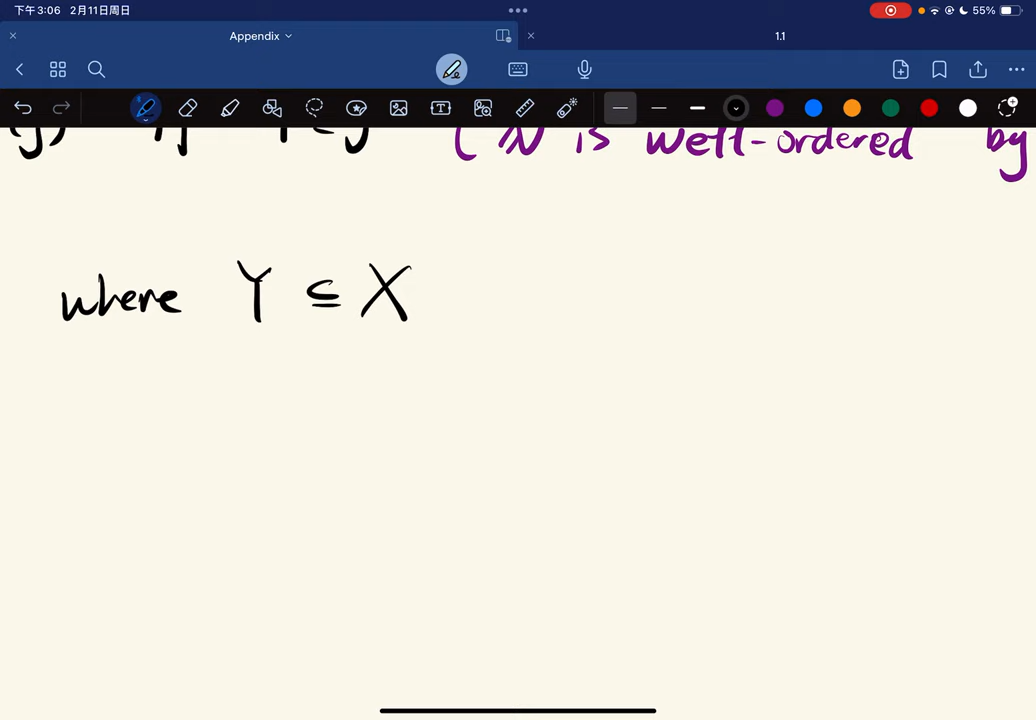 下午3:06 2月11日周日 55%
Appendix 1.1
( ℕ is well-ordered by
where Y ⊆ X